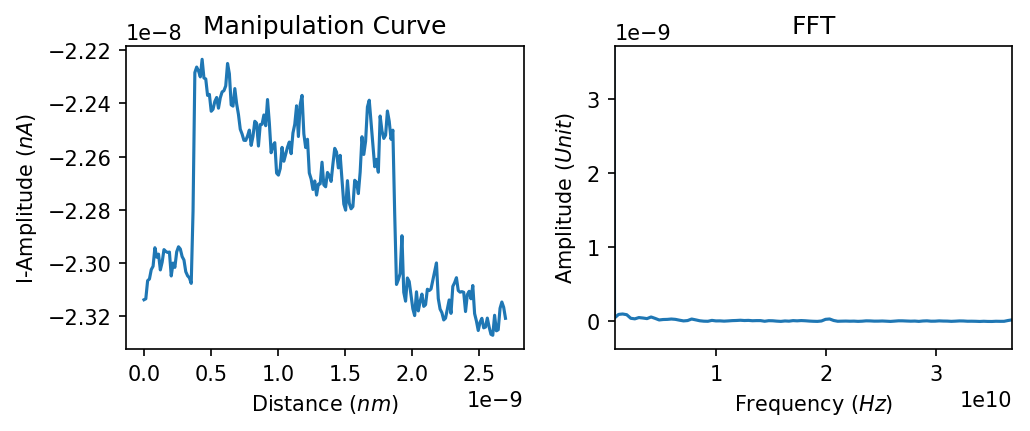 Manipulation Curve
1e−8
−2.22
−2.24
−2.26
−2.28
−2.30
−2.32
I-Amplitude (nA)
0.0 0.5 1.0 1.5 2.0 2.5
1e−9
Distance (nm)
FFT
1e−9
3
2
1
0
Amplitude (Unit)
1 2 3
1e10
Frequency (Hz)